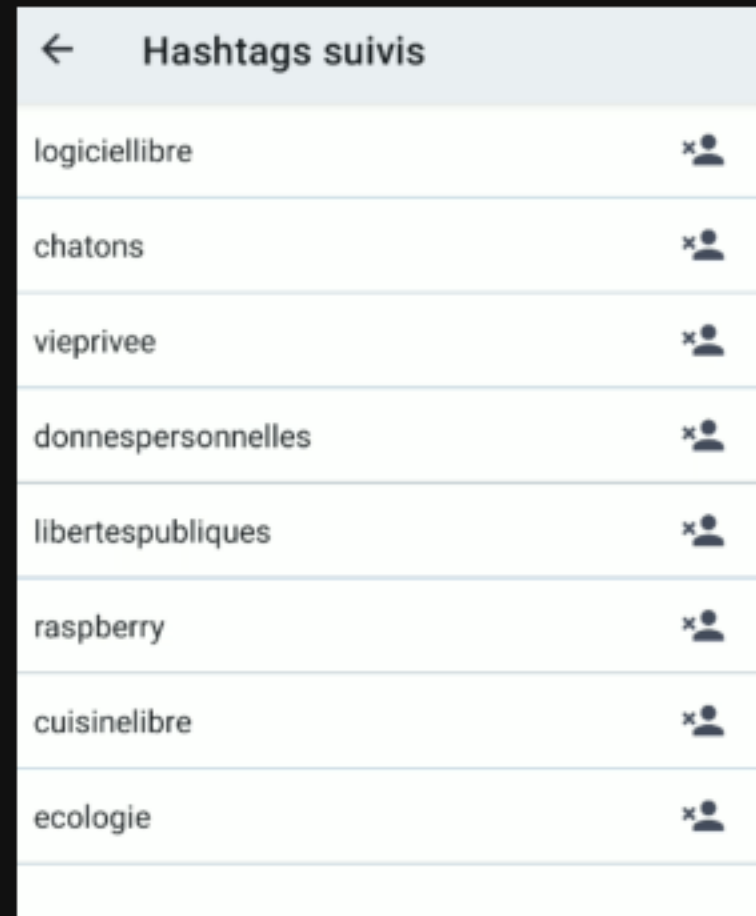 Hashtags suivis
logiciellibre
chatons
vieprivee
donnespersonnelles
libertespubliques
raspberry
cuisinelibre
ecologie